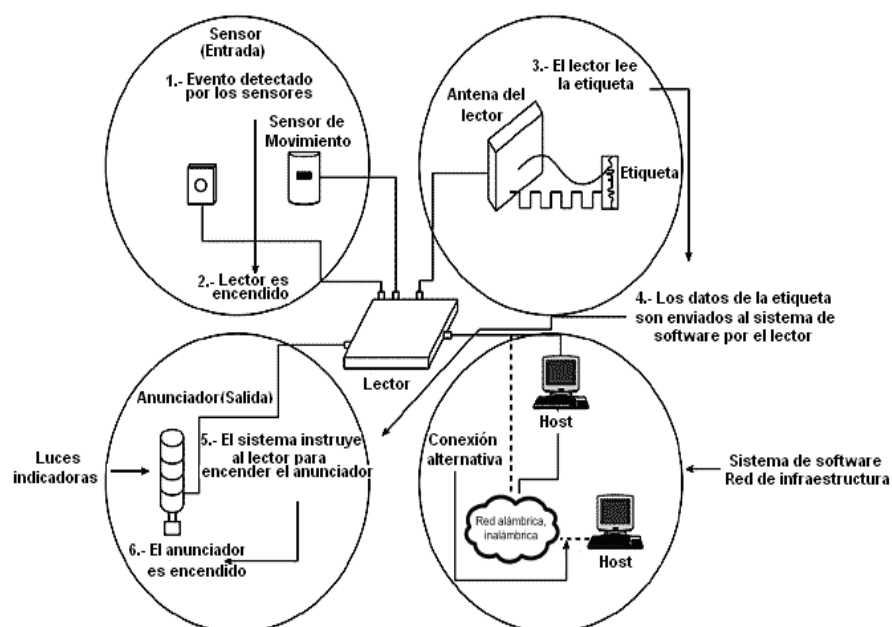 Sensor
(Entrada)
1.- Evento detectado
por los sensores
Sensor de
Movimiento
2.- Lector es
encendido
3.- El lector lee
la etiqueta
Antena del
lector
Etiqueta
4.- Los datos de la etiqueta
son enviados al sistema de
software por el lector
Lector
Anunciador(Salida)
5.- El sistema instruye
al lector para
encender el anunciador
Luces
indicadoras
6.- El anunciador
es encendido
Host
Conexión
alternativa
Red alámbrica,
inalámbrica
Host
Sistema de software
Red de infraestructura